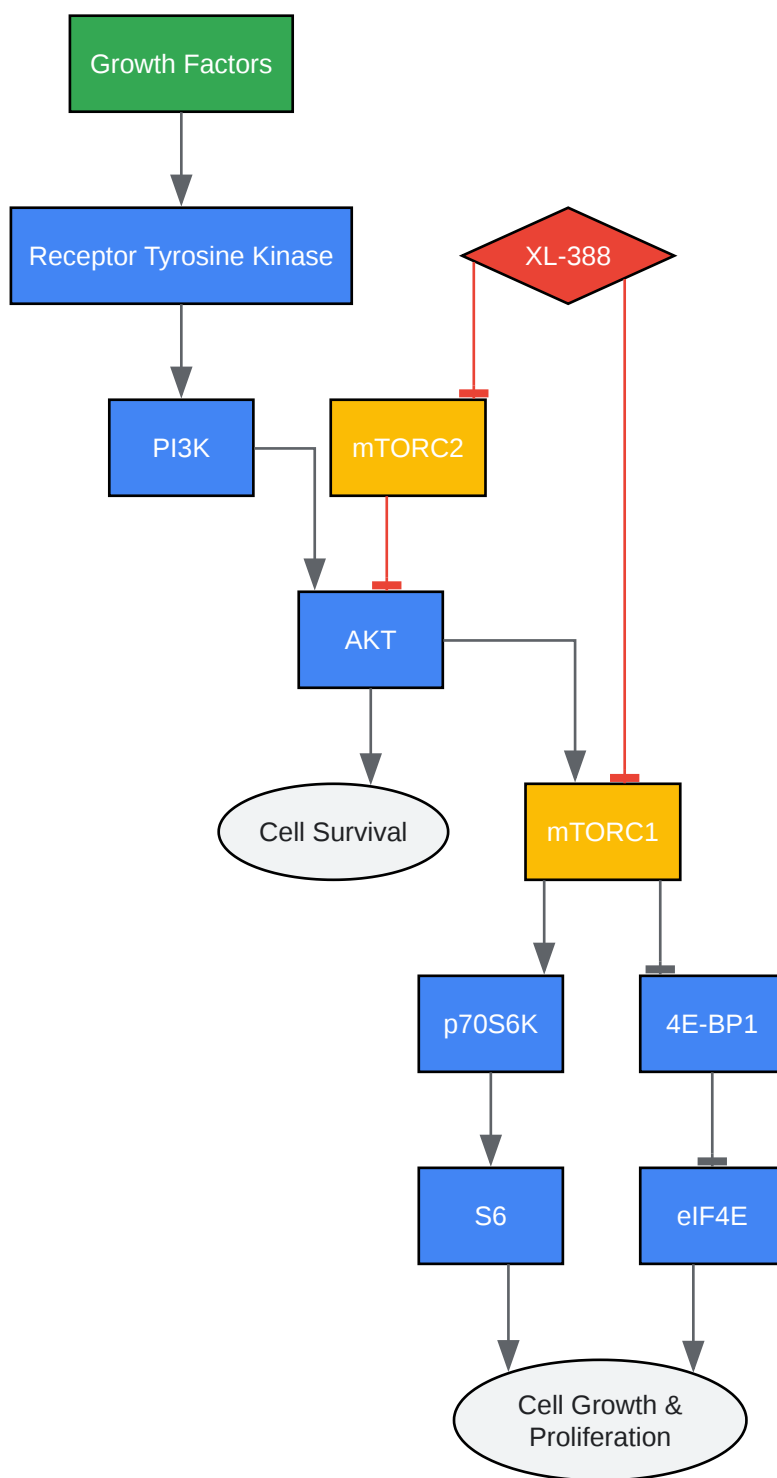 Growth Factors
Receptor Tyrosine Kinase
XL-388
PI3K
mTORC2
AKT
Cell Survival
mTORC1
p70S6K
4E-BP1
S6
eIF4E
Cell Growth &
Proliferation